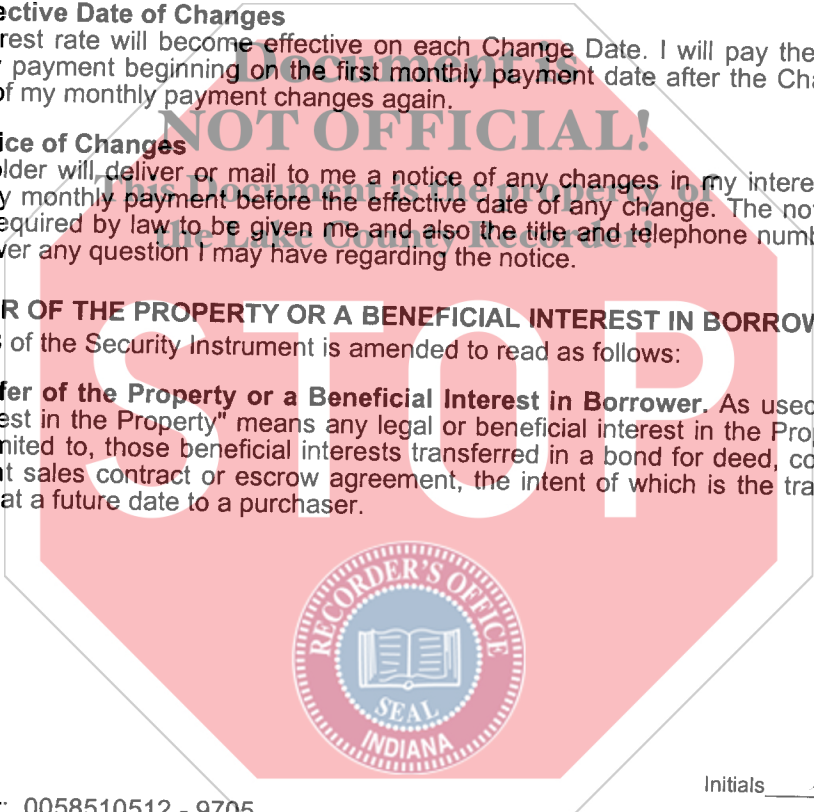 ective Date of Changes
rest rate will become effective on each Change Date. I will pay the
payment beginning on the first monthly payment date after the Cha
of my monthly payment changes again.
ice of Changes
lder will deliver or mail to me a notice of any changes in my intere
y monthly payment before the effective date of any change. The not
equired by law to be given me and also the title and telephone numb
ver any question I may have regarding the notice.
R OF THE PROPERTY OR A BENEFICIAL INTEREST IN BORROW
of the Security Instrument is amended to read as follows:
fer of the Property or a Beneficial Interest in Borrower. As used
est in the Property" means any legal or beneficial interest in the Prop
mited to, those beneficial interests transferred in a bond for deed, co
t sales contract or escrow agreement, the intent of which is the tra
at a future date to a purchaser.
Document is
NOT OFFICIAL!
This Document is the property of
the Lake County Recorder!
STOP
RECORDER'S OFFICE
SEAL
INDIANA
Initials
: 0058510512 - 9705